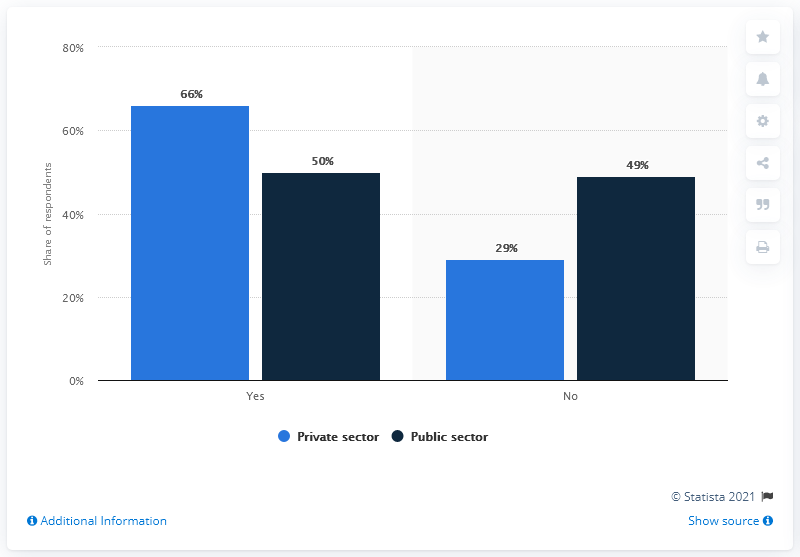 80%
66%
60%
50%
49%
40%
29%
20%
0%
Share of respondents
Yes
No
Private sector
Public sector
© Statista 2021
Additional Information
Show source